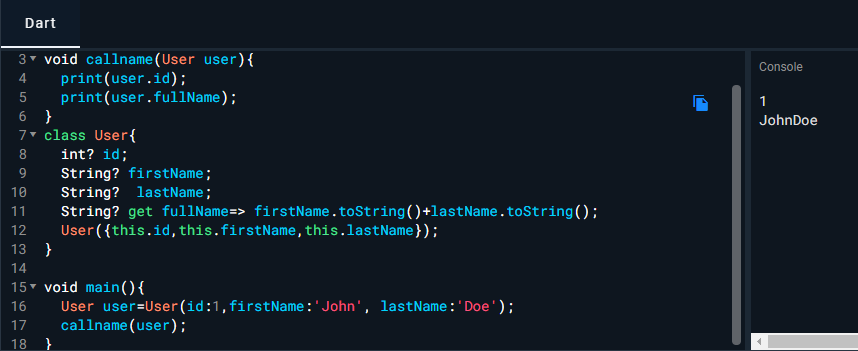 Dart
3 void callname(User user){
4   print(user.id);
5   print(user.fullName);
6 }
7 class User{
8   int? id;
9   String? firstName;
10   String?  lastName;
11   String? get fullName=> firstName.toString()+lastName.toString();
12   User({this.id,this.firstName,this.lastName});
13 }
14
15 void main(){
16   User user=User(id:1,firstName:'John', lastName:'Doe');
17   callname(user);
18 }
Console
1
JohnDoe